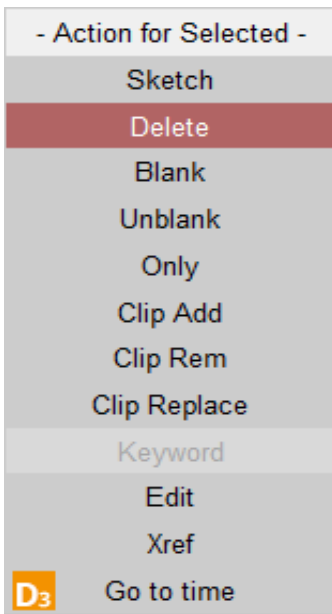 - Action for Selected -
Sketch
Delete
Blank
Unblank
Only
Clip Add
Clip Rem
Clip Replace
Keyword
Edit
Xref
D3 Go to time